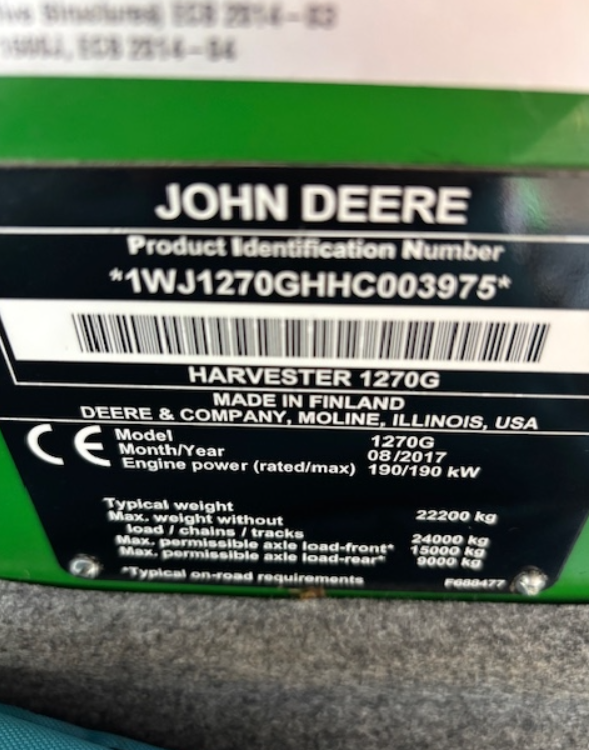 JOHN DEERE
Product Identification Number
*1WJ1270GHHC003975*
HARVESTER 1270G
MADE IN FINLAND
DEERE & COMPANY, MOLINE, ILLINOIS, USA
CE
Model 1270G
Month/Year 08/2017
Engine power (rated/max) 190/190 kW
Typical weight 22200 kg
Max. weight without
load / chains / tracks 24000 kg
Max. permissible axle load-front* 15000 kg
Max. permissible axle load-rear* 9000 kg
*Typical on-road requirements F688477